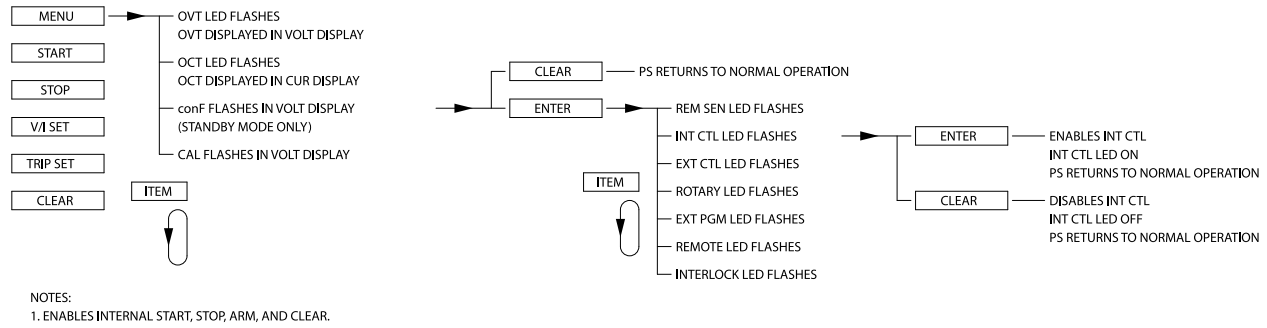 MENU
START
STOP
V/I SET
TRIP SET
CLEAR
OVT LED FLASHES
OVT DISPLAYED IN VOLT DISPLAY
OCT LED FLASHES
OCT DISPLAYED IN CUR DISPLAY
conF FLASHES IN VOLT DISPLAY
(STANDBY MODE ONLY)
CAL FLASHES IN VOLT DISPLAY
ITEM
CLEAR
PS RETURNS TO NORMAL OPERATION
ENTER
REM SEN LED FLASHES
INT CTL LED FLASHES
EXT CTL LED FLASHES
ROTARY LED FLASHES
EXT PGM LED FLASHES
REMOTE LED FLASHES
INTERLOCK LED FLASHES
ITEM
ENTER
ENABLES INT CTL
INT CTL LED ON
PS RETURNS TO NORMAL OPERATION
CLEAR
DISABLES INT CTL
INT CTL LED OFF
PS RETURNS TO NORMAL OPERATION
NOTES:
1. ENABLES INTERNAL START, STOP, ARM, AND CLEAR.